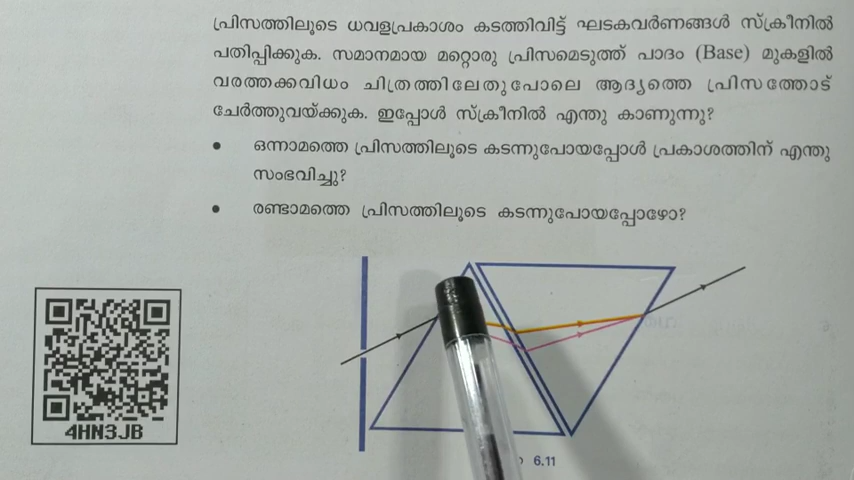 പ്രിസത്തിലൂടെ ധവളപ്രകാശം കടത്തിവിട്ട് ഘടകവർണങ്ങൾ സ്ക്രീനിൽ
പതിപ്പിക്കുക. സമാനമായ മറ്റൊരു പ്രിസമെടുത്ത് പാദം (Base) മുകളിൽ
വരത്തക്കവിധം ചിത്രത്തിലേതുപോലെ ആദ്യത്തെ പ്രിസത്തോട്
ചേർത്തുവയ്ക്കുക. ഇപ്പോൾ സ്ക്രീനിൽ എന്തു കാണുന്നു?
• ഒന്നാമത്തെ പ്രിസത്തിലൂടെ കടന്നുപോയപ്പോൾ പ്രകാശത്തിന് എന്തു
സംഭവിച്ചു?
• രണ്ടാമത്തെ പ്രിസത്തിലൂടെ കടന്നുപോയപ്പോഴോ?
4HN3JB
6.11